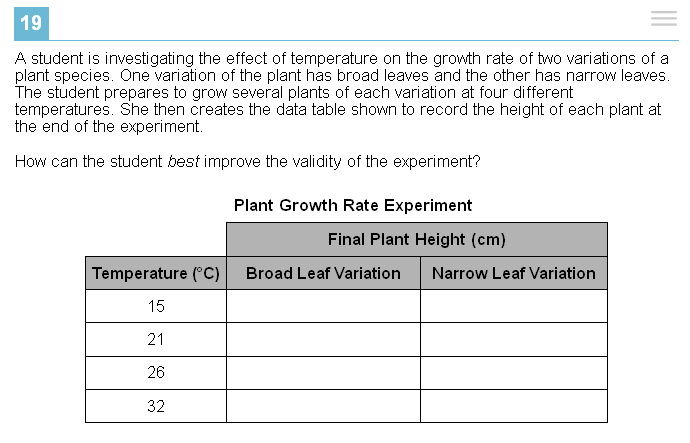 19
A student is investigating the effect of temperature on the growth rate of two variations of a
plant species. One variation of the plant has broad leaves and the other has narrow leaves.
The student prepares to grow several plants of each variation at four different
temperatures. She then creates the data table shown to record the height of each plant at
the end of the experiment.
How can the student best improve the validity of the experiment?
Plant Growth Rate Experiment
Final Plant Height (cm)
Temperature (°C) Broad Leaf Variation Narrow Leaf Variation
15
21
26
32